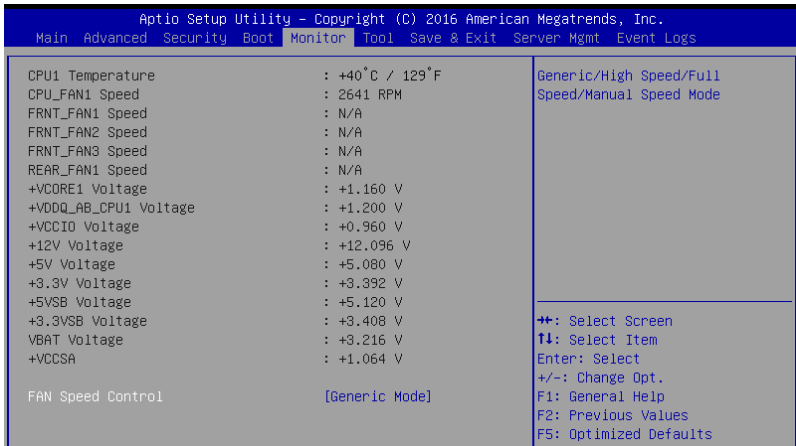 Aptio Setup Utility – Copyright (C) 2016 American Megatrends, Inc.
Main Advanced Security Boot Monitor Tool Save & Exit Server Mgmt Event Logs
CPU1 Temperature : +40°C / 129°F
CPU_FAN1 Speed : 2641 RPM
FRNT_FAN1 Speed : N/A
FRNT_FAN2 Speed : N/A
FRNT_FAN3 Speed : N/A
REAR_FAN1 Speed : N/A
+VCORE1 Voltage : +1.160 V
+VDDQ_AB_CPU1 Voltage : +1.200 V
+VCCIO Voltage : +0.960 V
+12V Voltage : +12.096 V
+5V Voltage : +5.080 V
+3.3V Voltage : +3.392 V
+5VSB Voltage : +5.120 V
+3.3VSB Voltage : +3.408 V
VBAT Voltage : +3.216 V
+VCCSA : +1.064 V
FAN Speed Control [Generic Mode]
Generic/High Speed/Full
Speed/Manual Speed Mode
→←: Select Screen
↑↓: Select Item
Enter: Select
+/-: Change Opt.
F1: General Help
F2: Previous Values
F5: Optimized Defaults